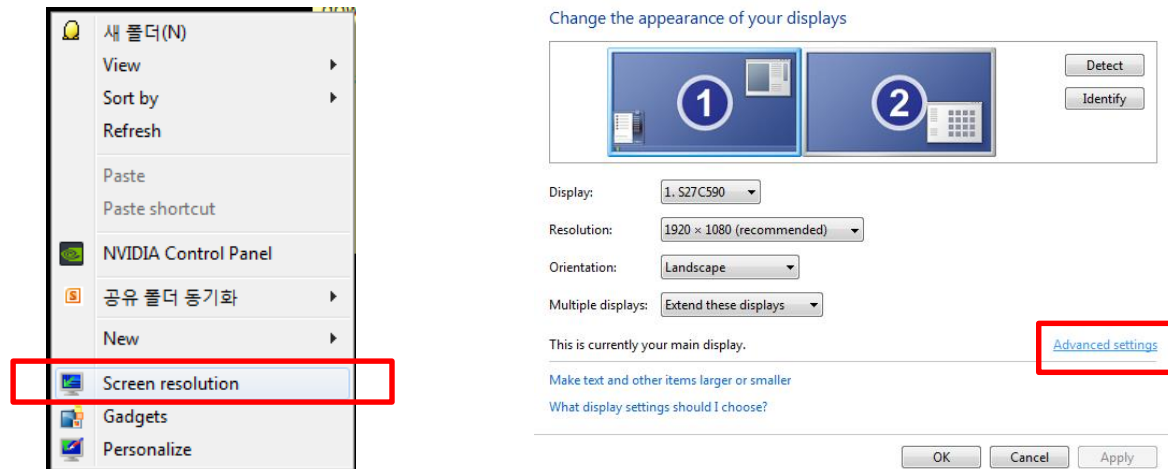 새 폴더(N)
View
Sort by
Refresh
Paste
Paste shortcut
NVIDIA Control Panel
공유 폴더 동기화
New
Screen resolution
Gadgets
Personalize
Change the appearance of your displays
1
2
Detect
Identify
Display: 1. S27C590
Resolution: 1920 × 1080 (recommended)
Orientation: Landscape
Multiple displays: Extend these displays
This is currently your main display. Advanced settings
Make text and other items larger or smaller
What display settings should I choose?
OK Cancel Apply